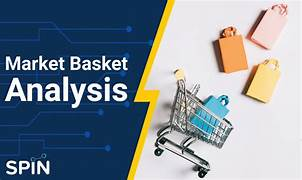 Market Basket
Analysis
SPIN